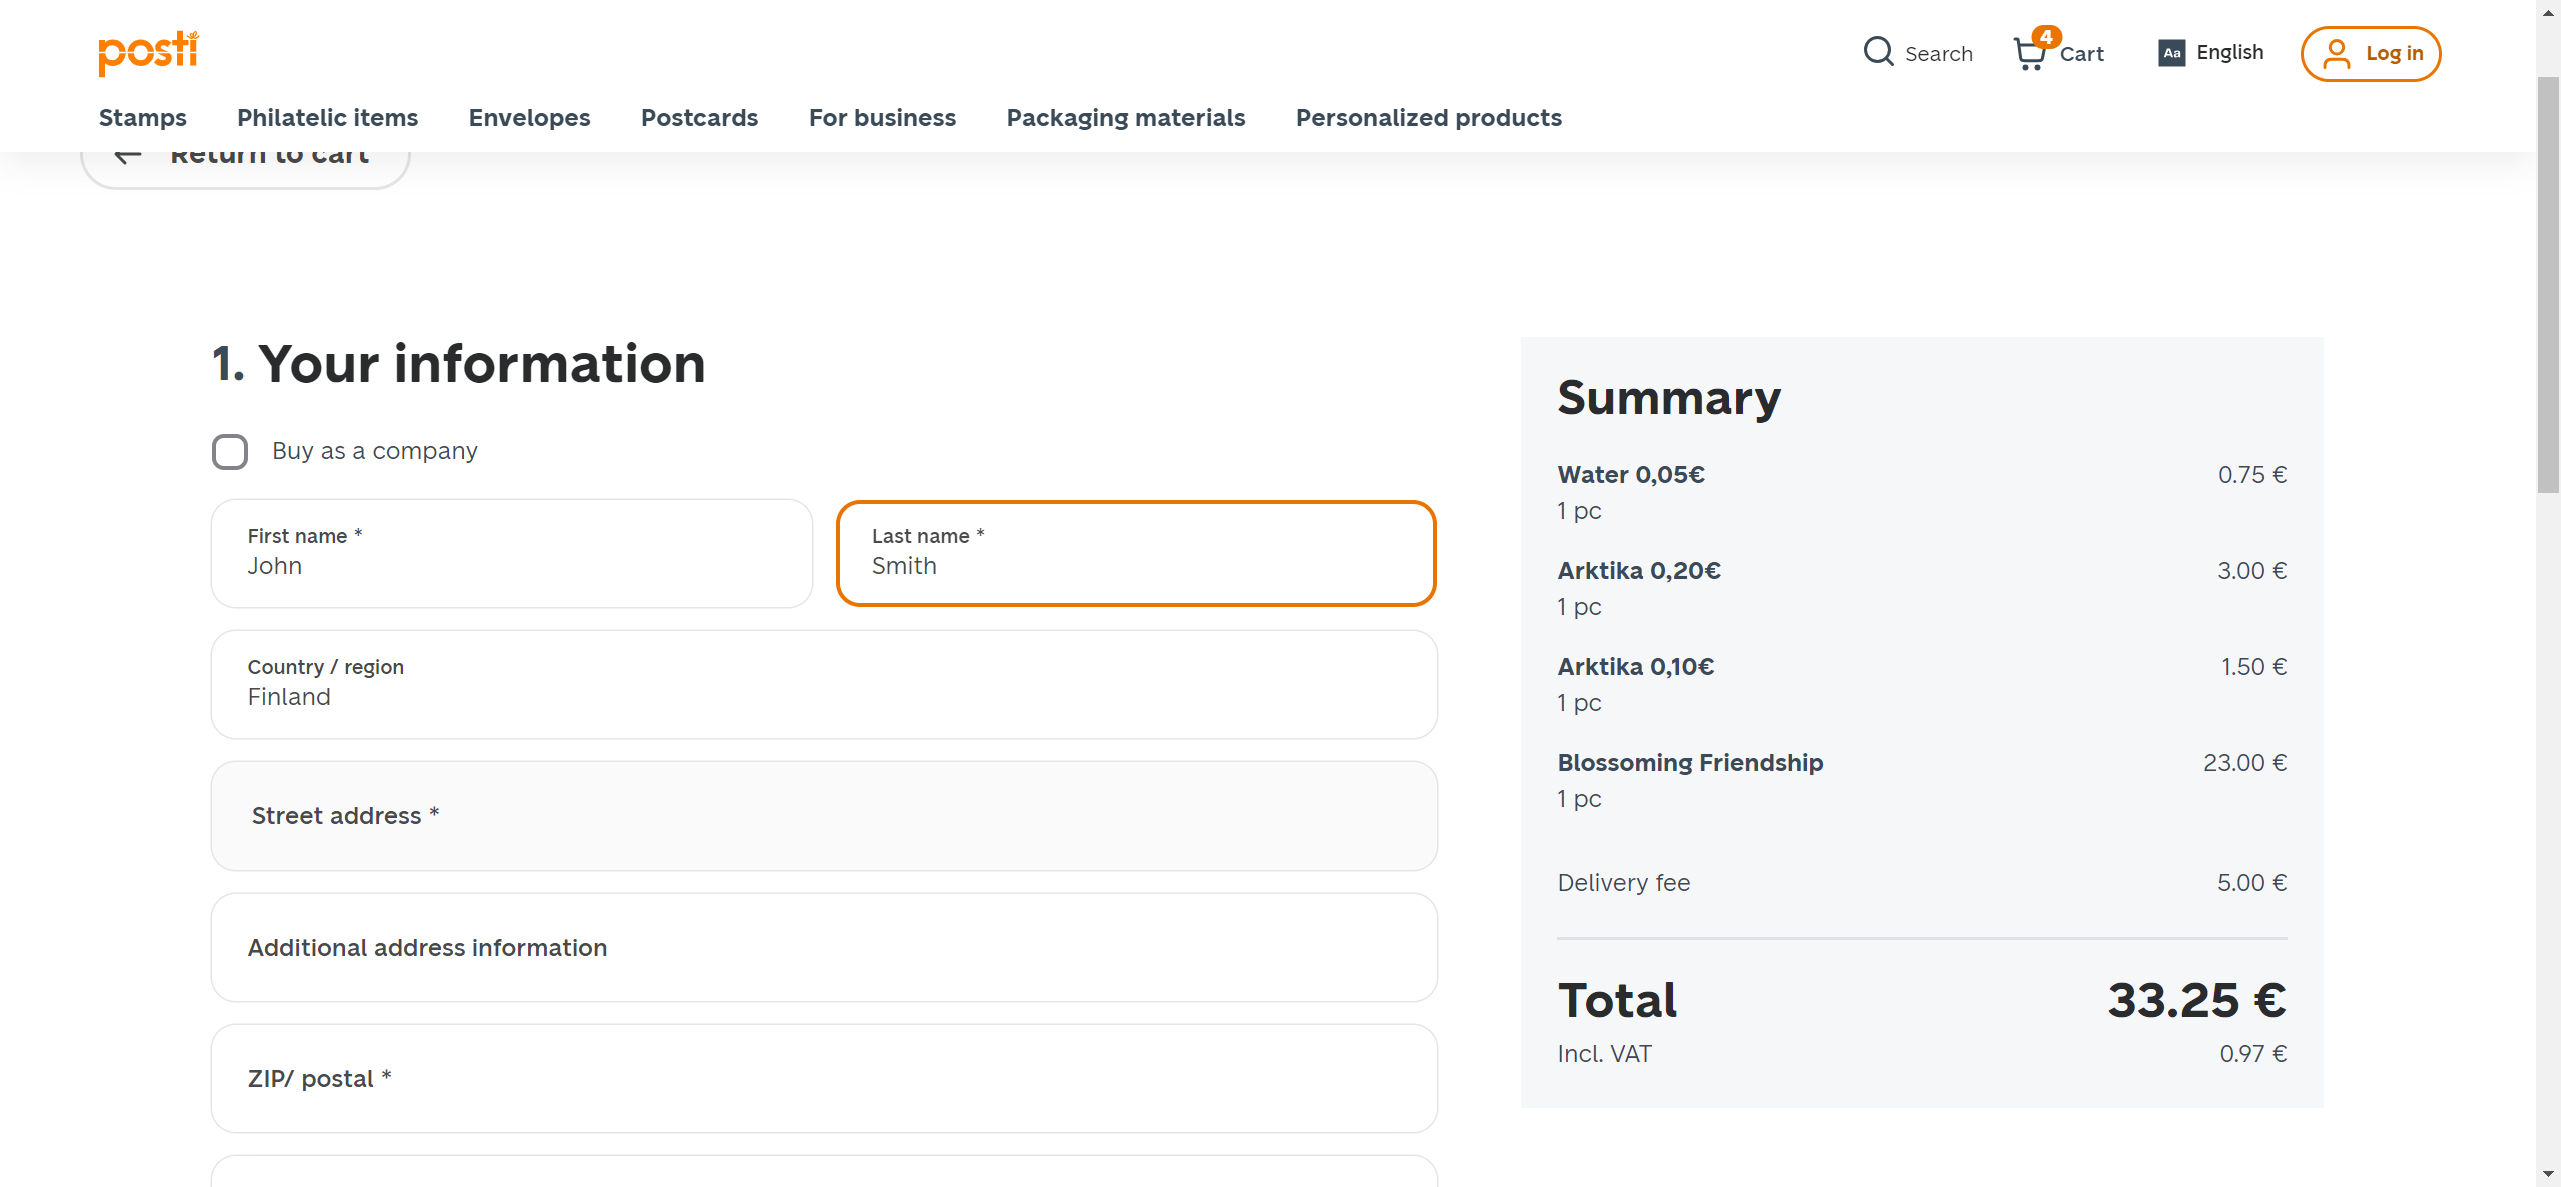 posti
Search
4
Cart
Aa
English
Log in
Stamps
Philatelic items
Envelopes
Postcards
For business
Packaging materials
Personalized products
Return to cart
1. Your information
Buy as a company
First name *
John
Last name *
Smith
Country / region
Finland
Street address *
Additional address information
ZIP/ postal *
Summary
Water 0,05€
0.75 €
1 pc
Arktika 0,20€
3.00 €
1 pc
Arktika 0,10€
1.50 €
1 pc
Blossoming Friendship
23.00 €
1 pc
Delivery fee
5.00 €
Total
33.25 €
Incl. VAT
0.97 €